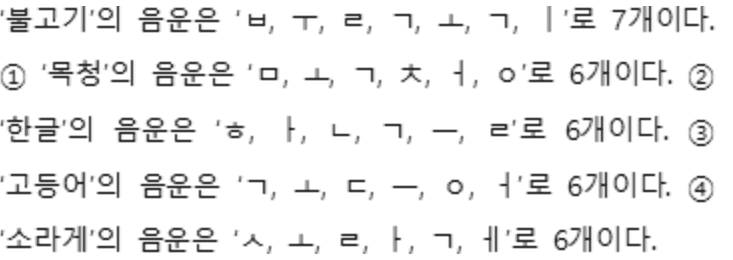 '불고기'의 음운은 'ㅂ, ㅜ, ㄹ, ㄱ, ㅗ, ㄱ, ㅣ'로 7개이다.
① '목청'의 음운은 'ㅁ, ㅗ, ㄱ, ㅊ, ㅓ, ㅇ'로 6개이다. ②
'한글'의 음운은 'ㅎ, ㅏ, ㄴ, ㄱ, ㅡ, ㄹ'로 6개이다. ③
'고등어'의 음운은 'ㄱ, ㅗ, ㄷ, ㅡ, ㅇ, ㅓ'로 6개이다. ④
'소라게'의 음운은 'ㅅ, ㅗ, ㄹ, ㅏ, ㄱ, ㅔ'로 6개이다.